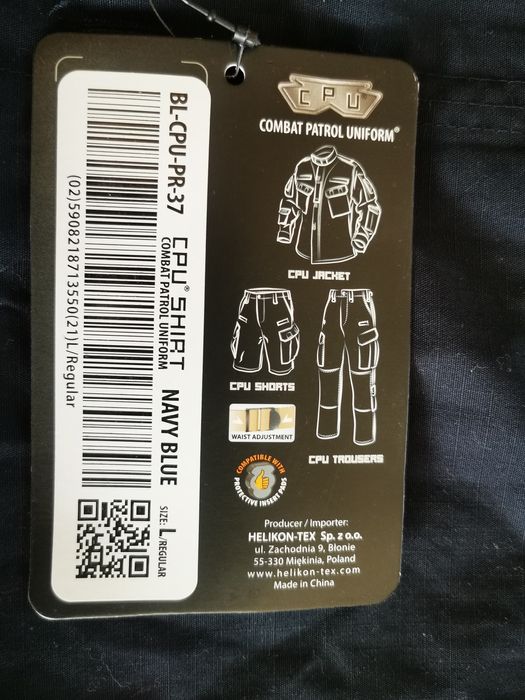 BL-CPU-PR-37
CPU® SHIRT
COMBAT PATROL UNIFORM
NAVY BLUE
SIZE: L/REGULAR
(02)5908218713550(21)L/Regular
CPU
COMBAT PATROL UNIFORM®
CPU JACKET
CPU SHORTS
WAIST ADJUSTMENT
CPU TROUSERS
COMPATIBLE WITH
PROTECTIVE INSERT PADS
Producer / Importer:
HELIKON-TEX Sp. z o.o.
ul. Zachodnia 9, Błonie
55-330 Miękinia, Poland
www.helikon-tex.com
Made in China